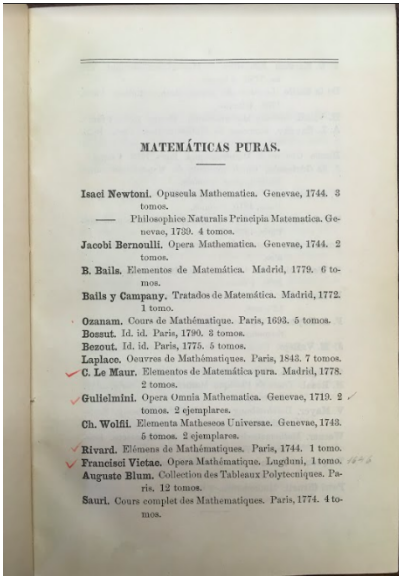 MATEMÁTICAS PURAS.
Isaci Newtoni. Opuscula Mathematica. Genevae, 1744. 3
tomos.
— Philosophice Naturalis Principia Matematica. Ge-
nevae, 1739. 4 tomos.
Jacobi Bernoulli. Opera Mathematica. Genevae, 1744. 2
tomos.
B. Bails. Elementos de Matemática. Madrid, 1779. 6 to-
mos.
Bails y Campany. Tratados de Matemática. Madrid, 1772.
1 tomo.
Ozanam. Cours de Mathématique. Paris, 1693. 5 tomos.
Bossut. Id. id. Paris, 1790. 3 tomos.
Bezout. Id. id. Paris, 1775. 5 tomos.
Laplace. Oeuvres de Mathématiques. Paris, 1843. 7 tomos.
C. Le Maur. Elementos de Matemática pura. Madrid, 1778.
2 tomos.
Gulielmini. Opera Omnia Mathematica. Genevae, 1719. 2
tomos. 2 ejemplares.
Ch. Wolfii. Elementa Matheseos Universae. Genevae, 1743.
5 tomos. 2 ejemplares.
Rivard. Elémens de Mathématiques. Paris, 1744. 1 tomo.
Francisci Vietae. Opera Mathématique. Lugduni, 1 tomo.
Auguste Blum. Collection des Tableaux Polytecniques. Pa-
ris. 12 tomos.
Sauri. Cours complet des Mathematiques. Paris, 1774. 4 to-
mos.